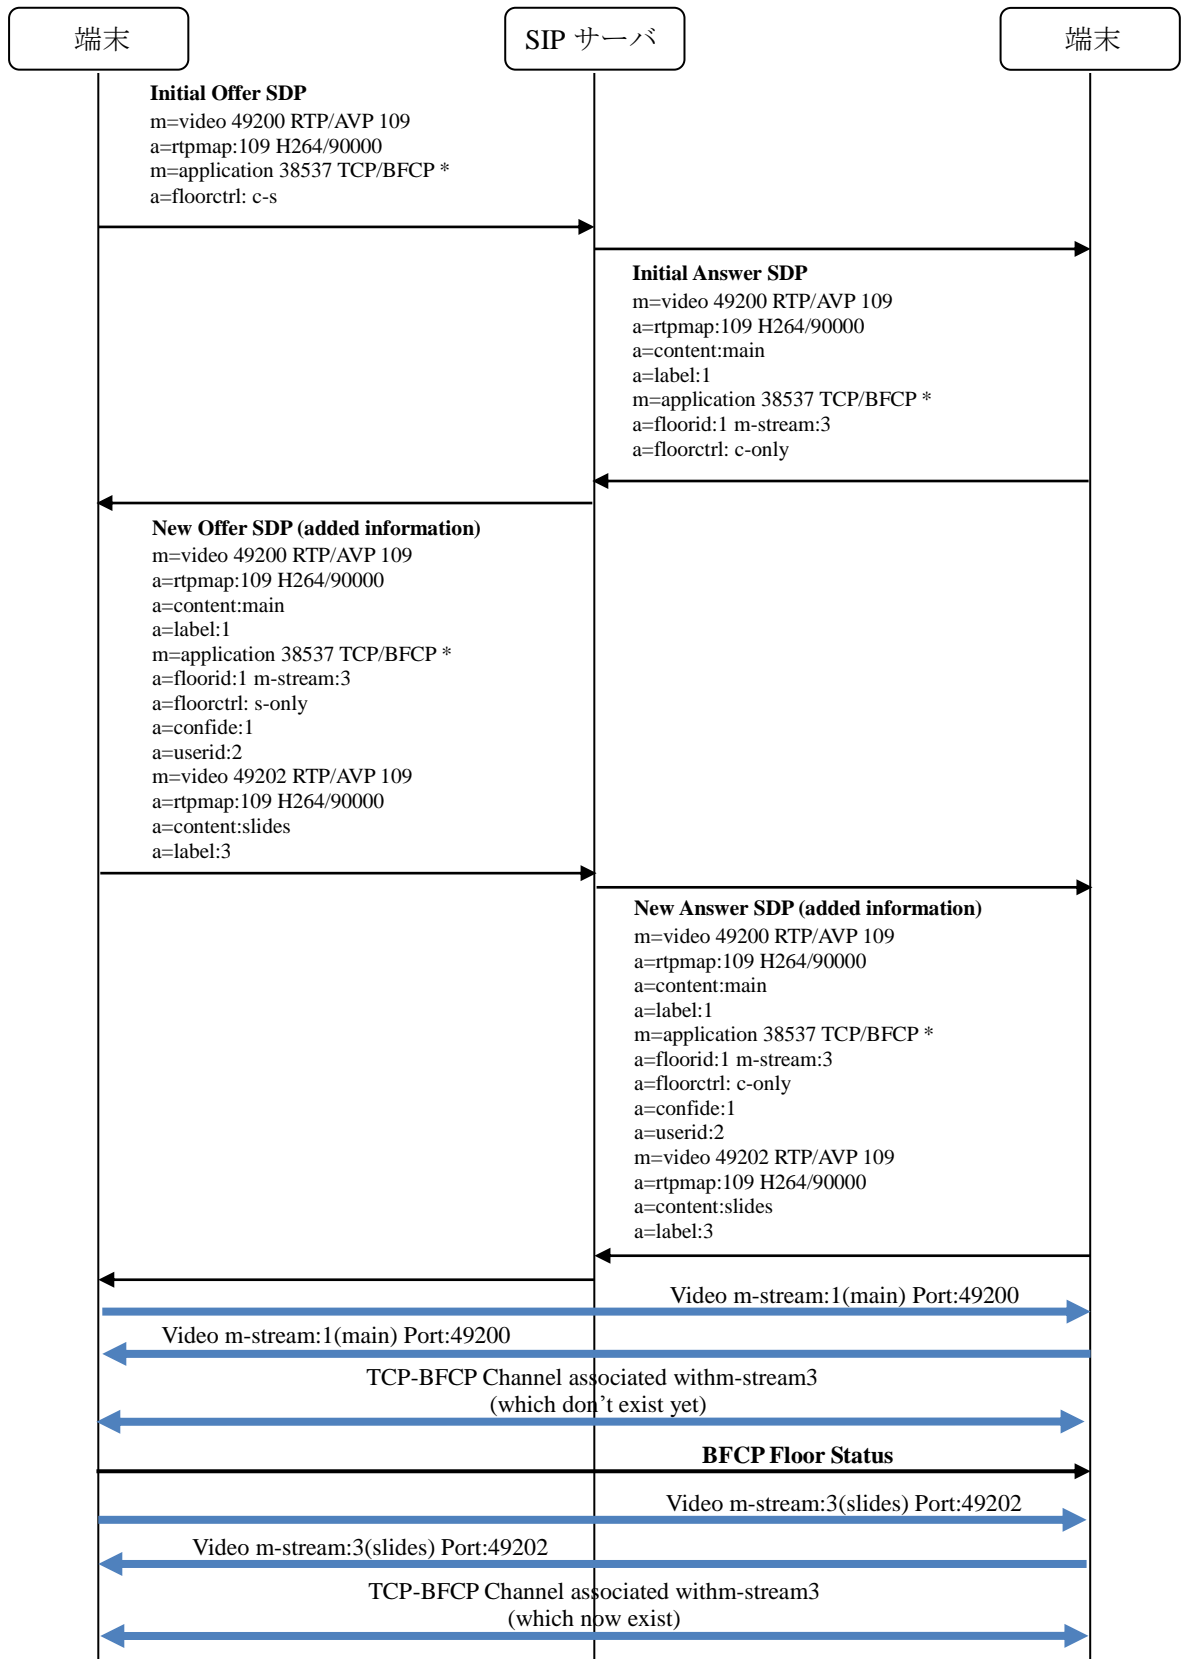 端末
SIP サーバ
端末
Initial Offer SDP
m=video 49200 RTP/AVP 109
a=rtpmap:109 H264/90000
m=application 38537 TCP/BFCP *
a=floorctrl: c-s
Initial Answer SDP
m=video 49200 RTP/AVP 109
a=rtpmap:109 H264/90000
a=content:main
a=label:1
m=application 38537 TCP/BFCP *
a=floorid:1 m-stream:3
a=floorctrl: c-only
New Offer SDP (added information)
m=video 49200 RTP/AVP 109
a=rtpmap:109 H264/90000
a=content:main
a=label:1
m=application 38537 TCP/BFCP *
a=floorid:1 m-stream:3
a=floorctrl: s-only
a=confide:1
a=userid:2
m=video 49202 RTP/AVP 109
a=rtpmap:109 H264/90000
a=content:slides
a=label:3
New Answer SDP (added information)
m=video 49200 RTP/AVP 109
a=rtpmap:109 H264/90000
a=content:main
a=label:1
m=application 38537 TCP/BFCP *
a=floorid:1 m-stream:3
a=floorctrl: c-only
a=confide:1
a=userid:2
m=video 49202 RTP/AVP 109
a=rtpmap:109 H264/90000
a=content:slides
a=label:3
Video m-stream:1(main) Port:49200
Video m-stream:1(main) Port:49200
TCP-BFCP Channel associated withm-stream3
(which don't exist yet)
BFCP Floor Status
Video m-stream:3(slides) Port:49202
Video m-stream:3(slides) Port:49202
TCP-BFCP Channel associated withm-stream3
(which now exist)